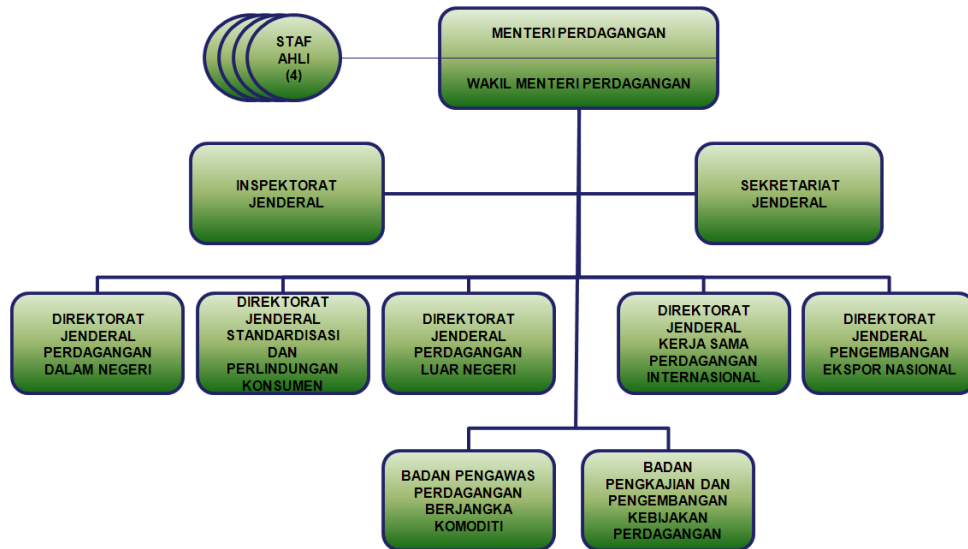 STAF
AHLI
(4)
MENTERI PERDAGANGAN
WAKIL MENTERI PERDAGANGAN
INSPEKTORAT
JENDERAL
SEKRETARIAT
JENDERAL
DIREKTORAT
JENDERAL
PERDAGANGAN
DALAM NEGERI
DIREKTORAT
JENDERAL
STANDARDISASI
DAN
PERLINDUNGAN
KONSUMEN
DIREKTORAT
JENDERAL
PERDAGANGAN
LUAR NEGERI
DIREKTORAT
JENDERAL
KERJA SAMA
PERDAGANGAN
INTERNASIONAL
DIREKTORAT
JENDERAL
PENGEMBANGAN
EKSPOR NASIONAL
BADAN PENGAWAS
PERDAGANGAN
BERJANGKA
KOMODITI
BADAN
PENGKAJIAN DAN
PENGEMBANGAN
KEBIJAKAN
PERDAGANGAN